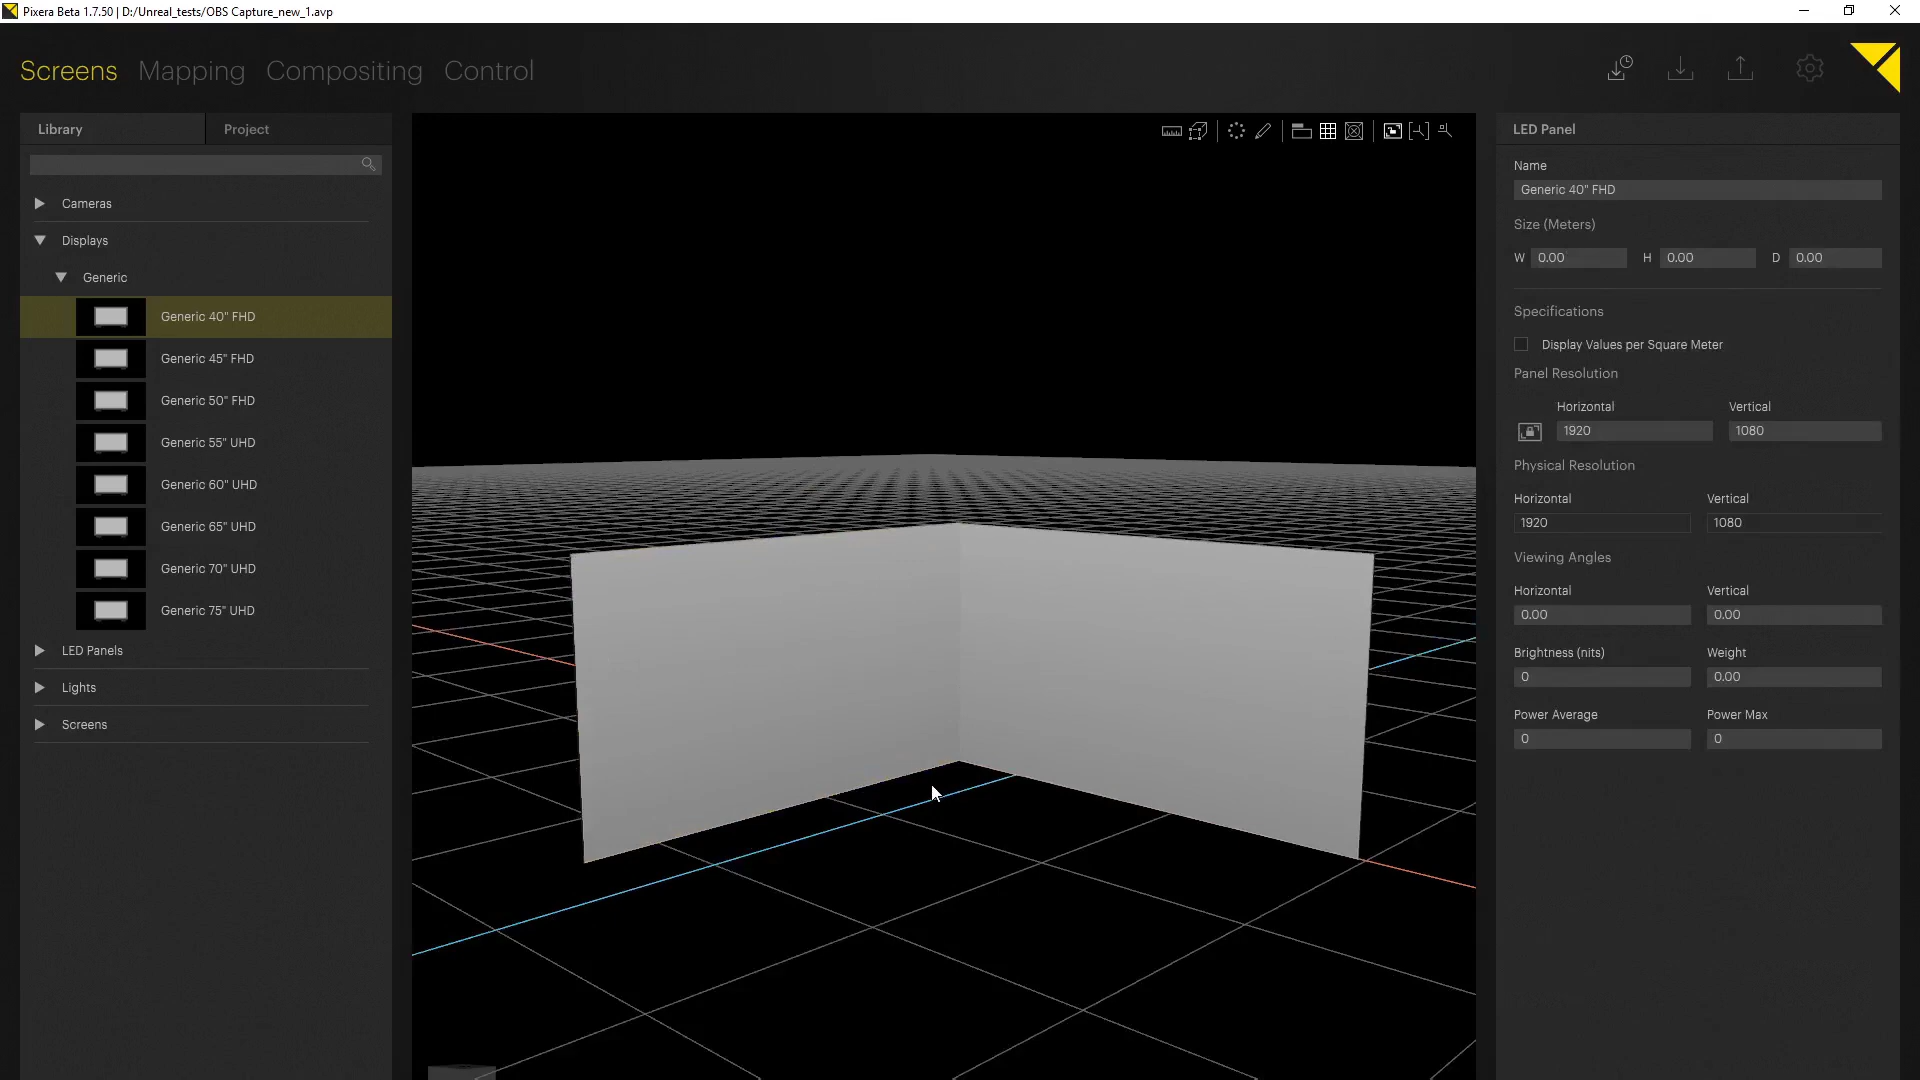 Pixera Beta 1.7.50 | D:/Unreal_tests/OBS Capture_new_1.avp
Screens Mapping Compositing Control
Library Project
Cameras
Displays
Generic
Generic 40" FHD
Generic 45" FHD
Generic 50" FHD
Generic 55" UHD
Generic 60" UHD
Generic 65" UHD
Generic 70" UHD
Generic 75" UHD
LED Panels
Lights
Screens
LED Panel
Name
Generic 40" FHD
Size (Meters)
W 0.00 H 0.00 D 0.00
Specifications
Display Values per Square Meter
Panel Resolution
Horizontal Vertical
1920 1080
Physical Resolution
Horizontal Vertical
1920 1080
Viewing Angles
Horizontal Vertical
0.00 0.00
Brightness (nits) Weight
0 0.00
Power Average Power Max
0 0